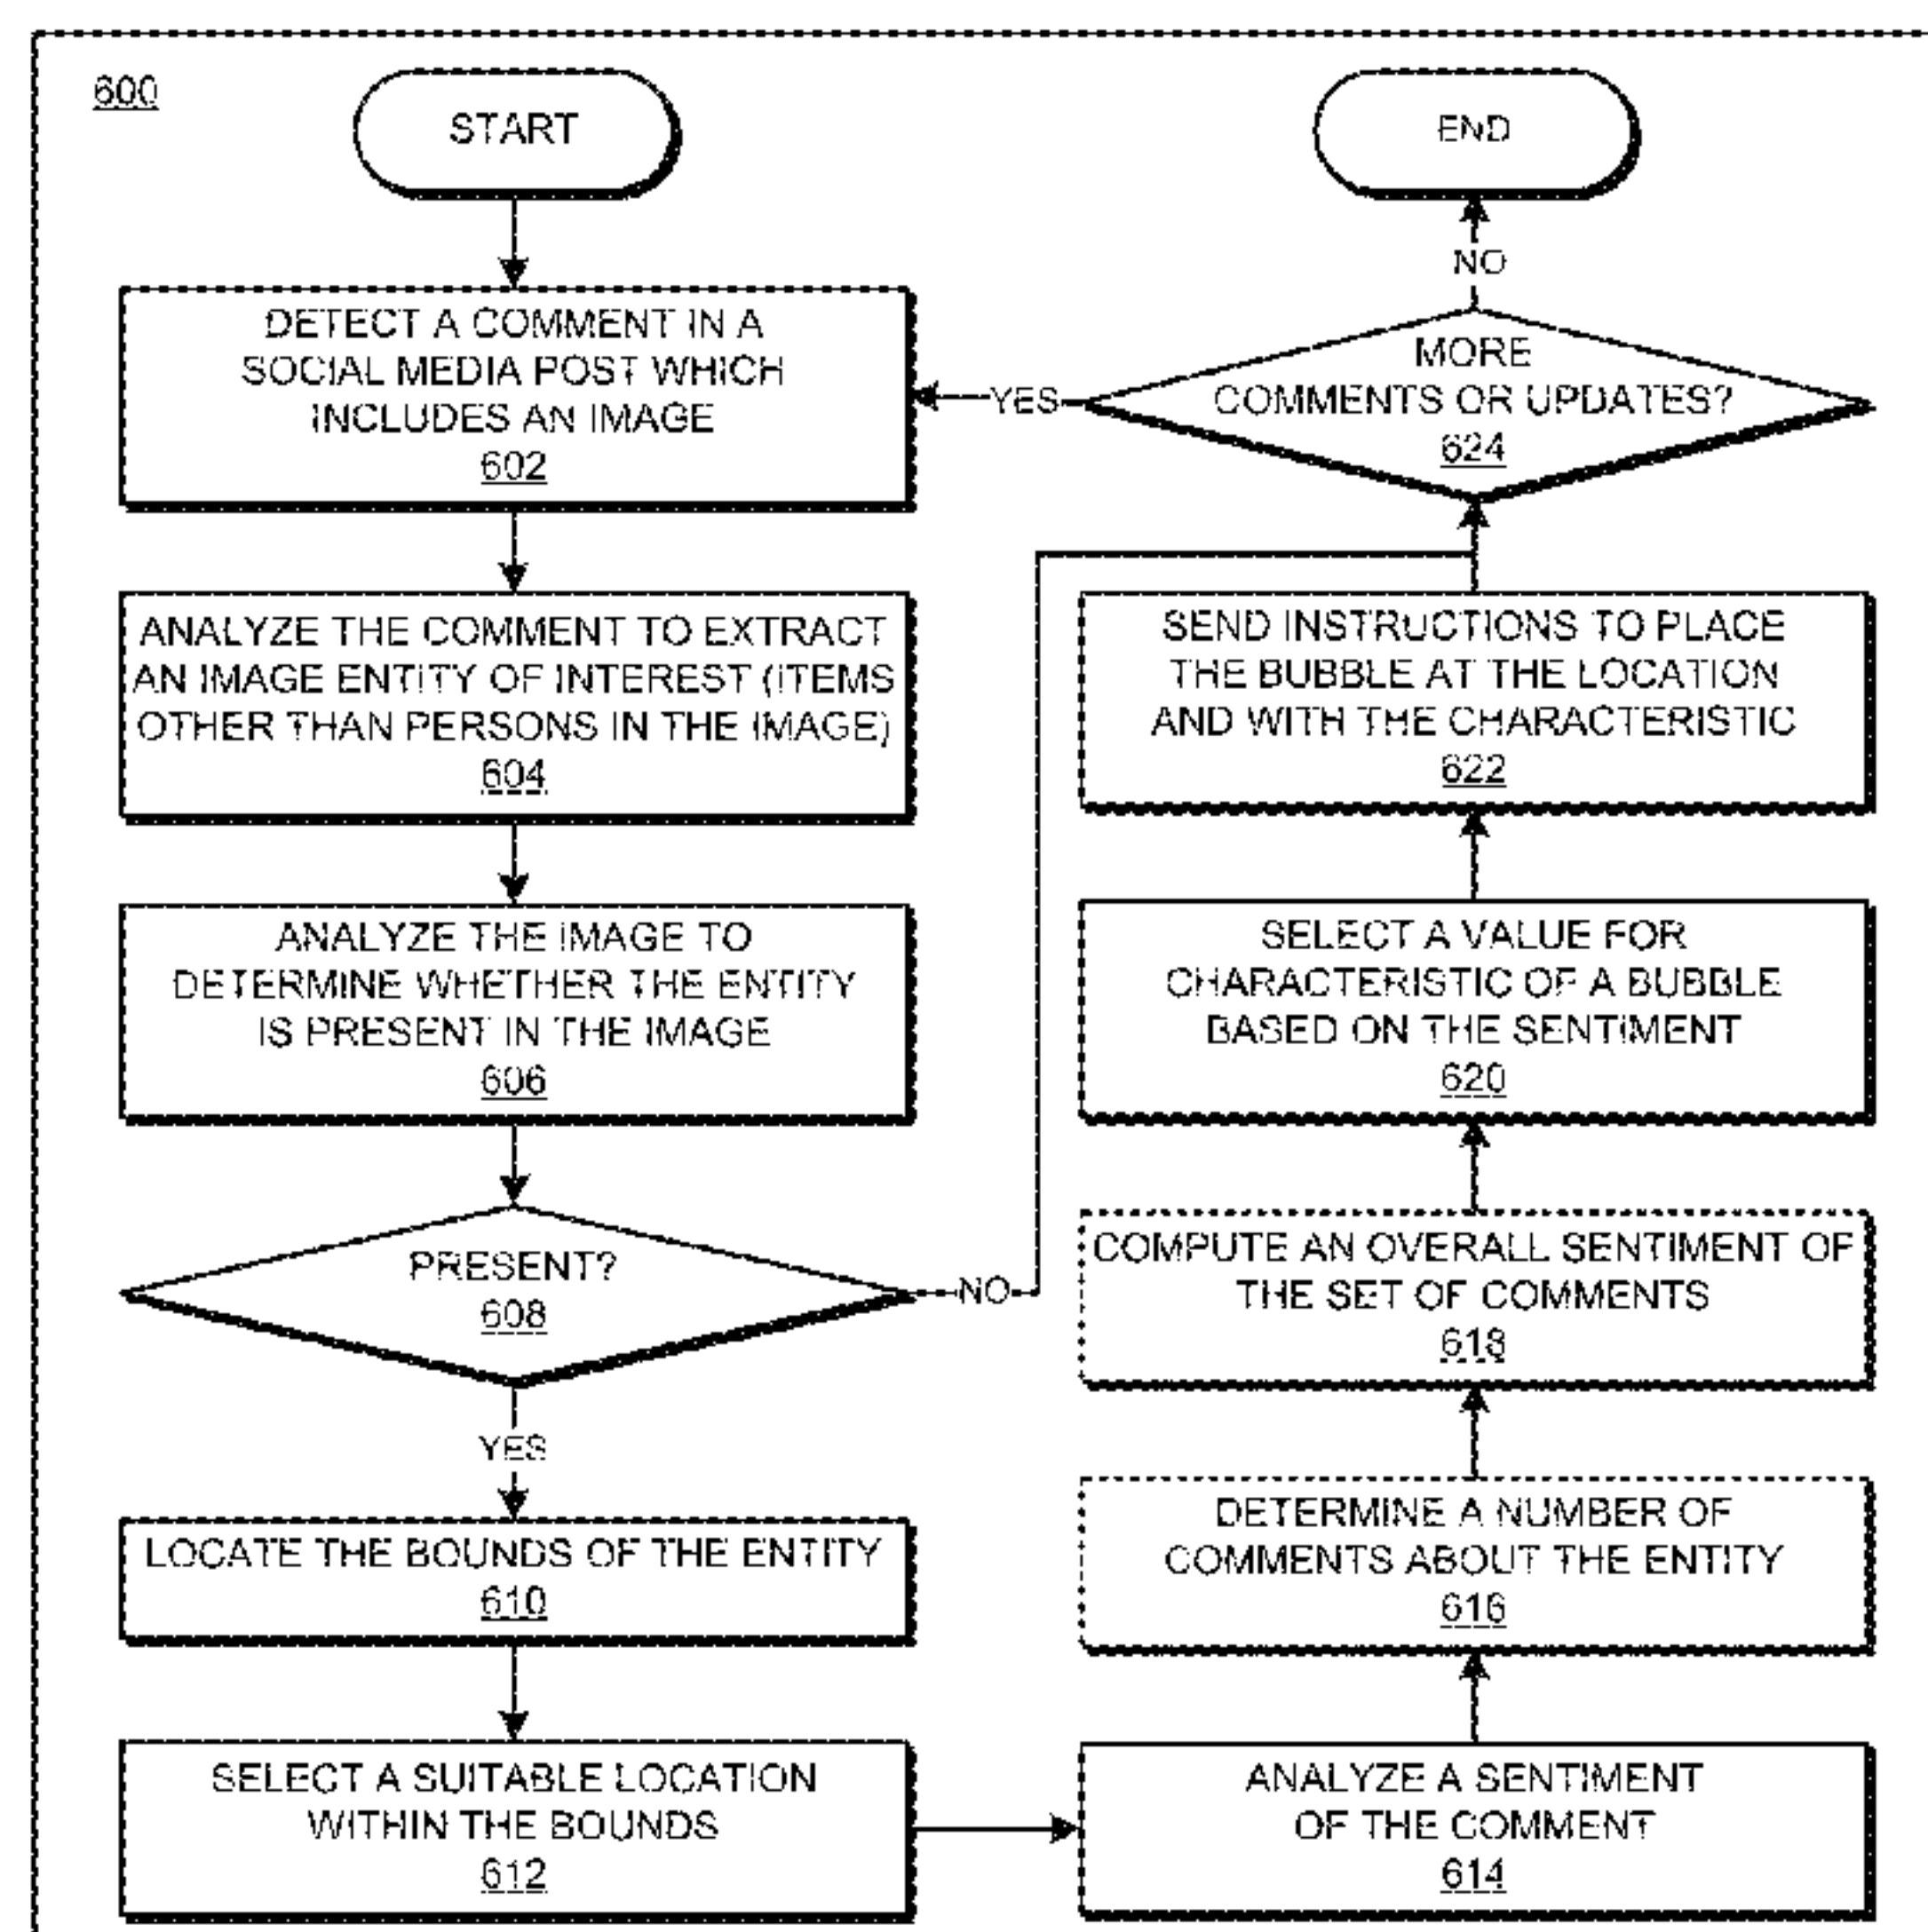 600
START
DETECT A COMMENT IN A
SOCIAL MEDIA POST WHICH
INCLUDES AN IMAGE
602
ANALYZE THE COMMENT TO EXTRACT
AN IMAGE ENTITY OF INTEREST (ITEMS
OTHER THAN PERSONS IN THE IMAGE)
604
ANALYZE THE IMAGE TO
DETERMINE WHETHER THE ENTITY
IS PRESENT IN THE IMAGE
606
PRESENT?
608
NO
YES
LOCATE THE BOUNDS OF THE ENTITY
610
SELECT A SUITABLE LOCATION
WITHIN THE BOUNDS
612
ANALYZE A SENTIMENT
OF THE COMMENT
614
DETERMINE A NUMBER OF
COMMENTS ABOUT THE ENTITY
616
COMPUTE AN OVERALL SENTIMENT OF
THE SET OF COMMENTS
618
SELECT A VALUE FOR
CHARACTERISTIC OF A BUBBLE
BASED ON THE SENTIMENT
620
SEND INSTRUCTIONS TO PLACE
THE BUBBLE AT THE LOCATION
AND WITH THE CHARACTERISTIC
622
MORE
COMMENTS OR UPDATES?
624
YES
NO
END